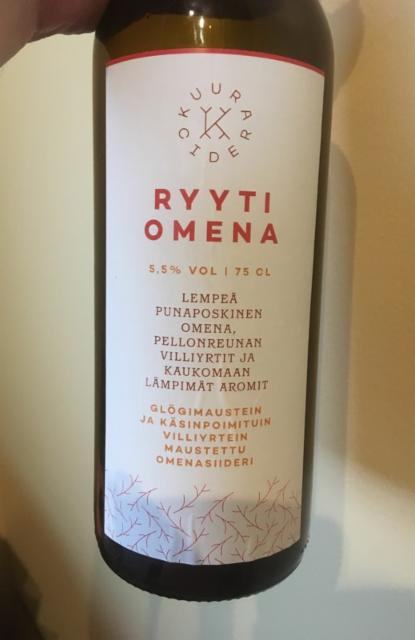 KUURA CIDER
K
RYYTI
OMENA
5,5% VOL | 75 CL
LEMPEÄ
PUNAPOSKINEN
OMENA,
PELLONREUNAN
VILLIYRTIT JA
KAUKOMAAN
LÄMPIMÄT AROMIT
GLÖGIMAUSTEIN
JA KÄSINPOIMITUIN
VILLIYRTEIN
MAUSTETTU
OMENASIIDERI